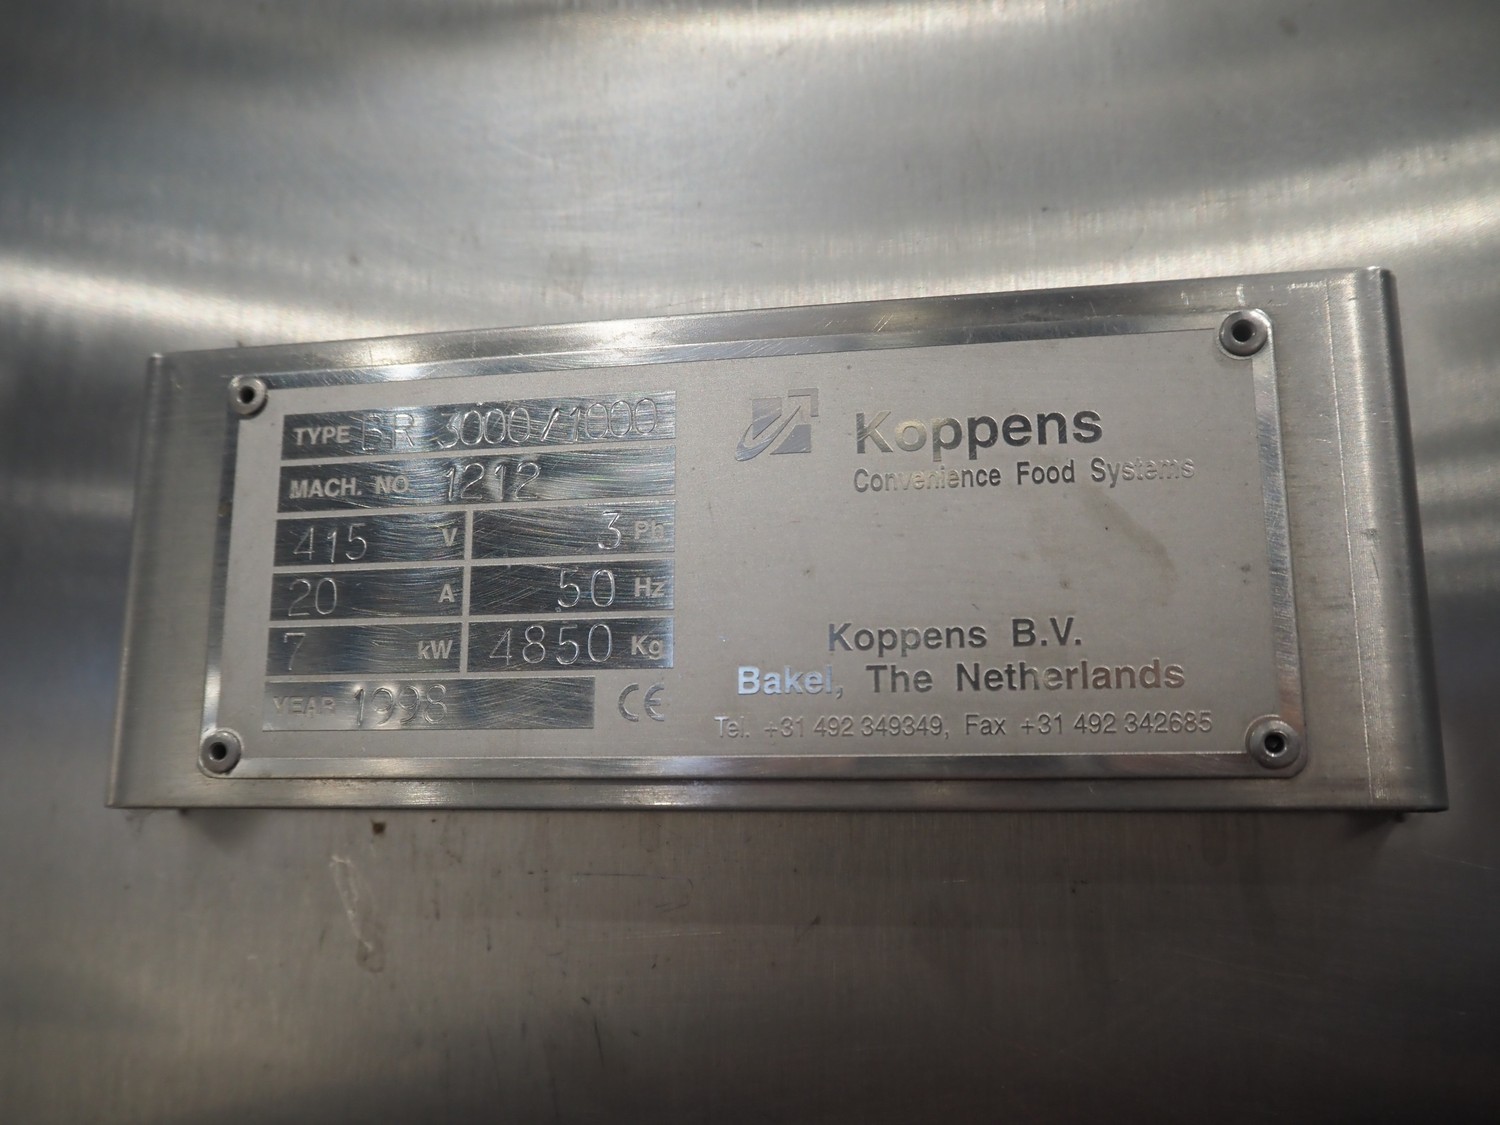 TYPE BR 3000/1000
MACH. NO. 1212
415 V 3 Ph
20 A 50 Hz
7 kW 4850 Kg
YEAR 1998 CE
Koppens
Convenience Food Systems
Koppens B.V.
Bakel, The Netherlands
Tel. +31 492 349349, Fax +31 492 342685